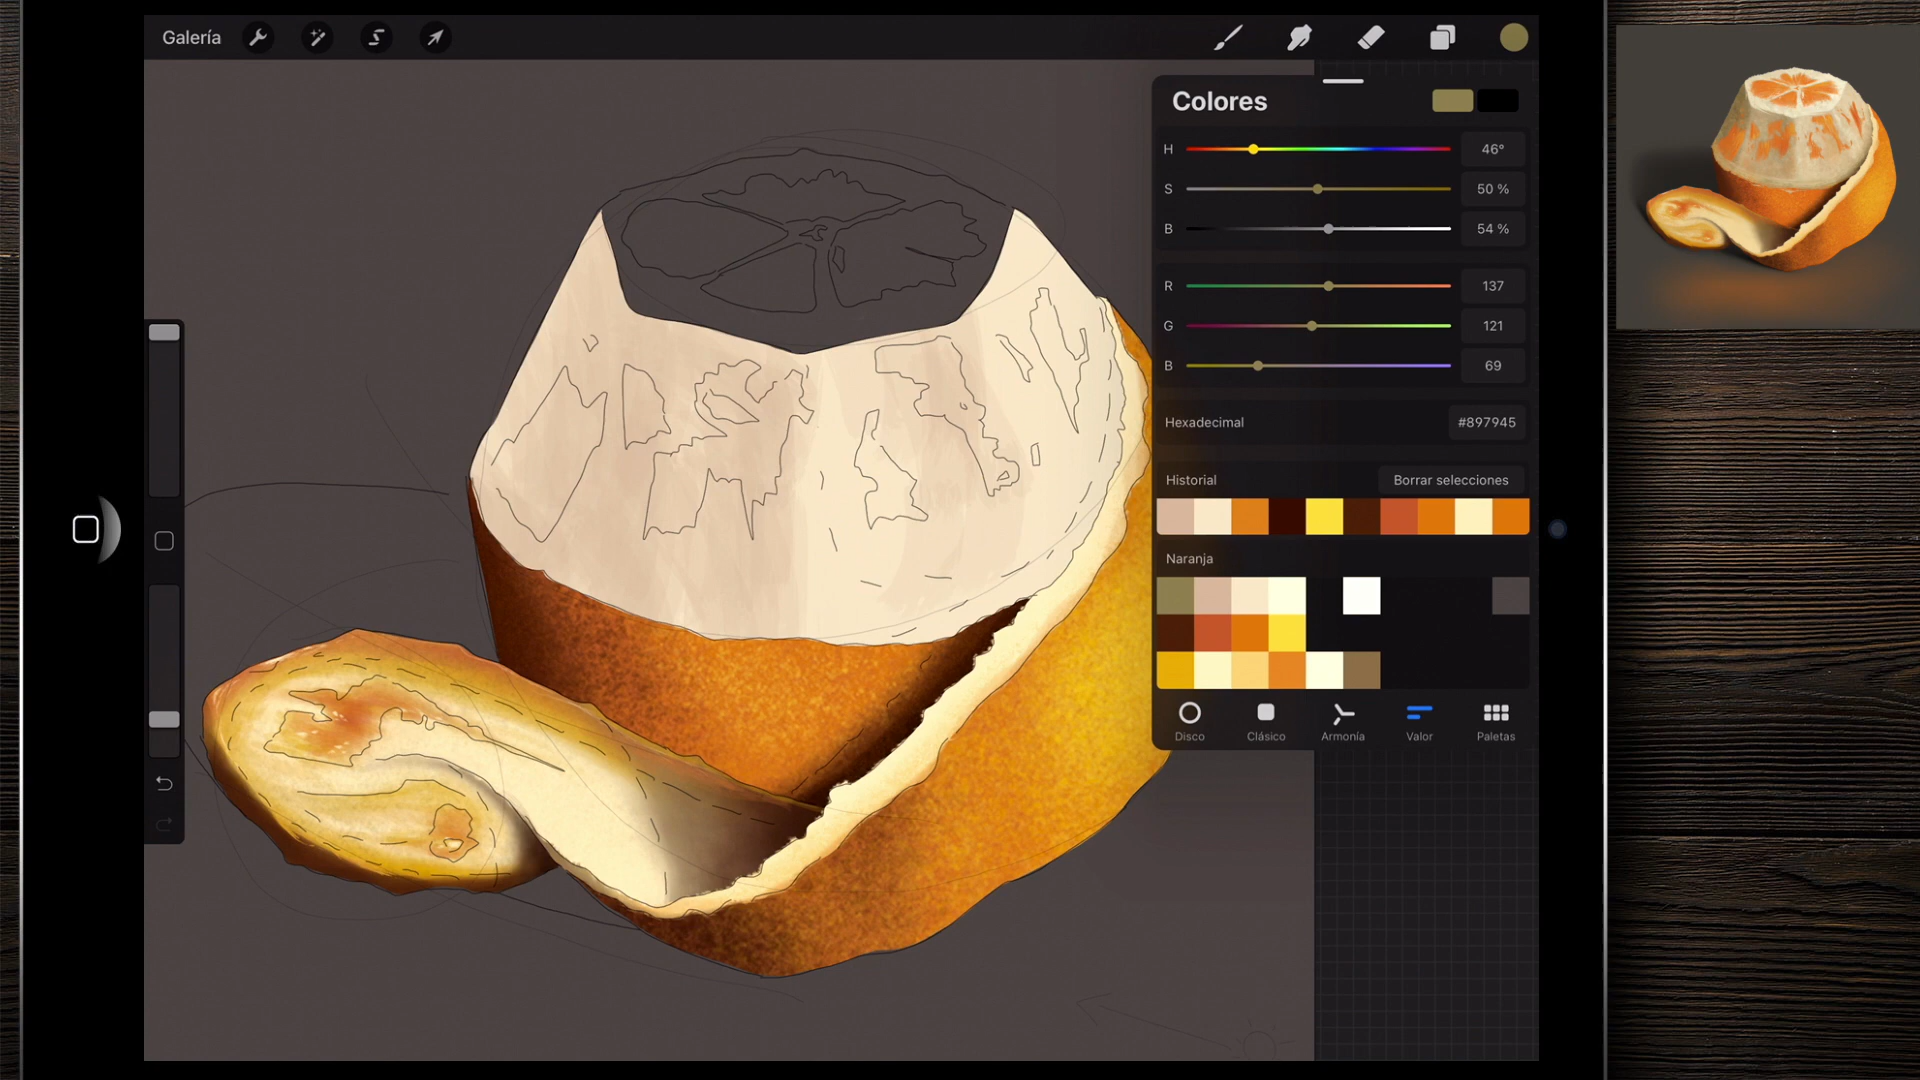 Galería
Colores
H 46°
S 50 %
B 54 %
R 137
G 121
B 69
Hexadecimal #897945
Historial Borrar selecciones
Naranja
Disco Clásico Armonía Valor Paletas